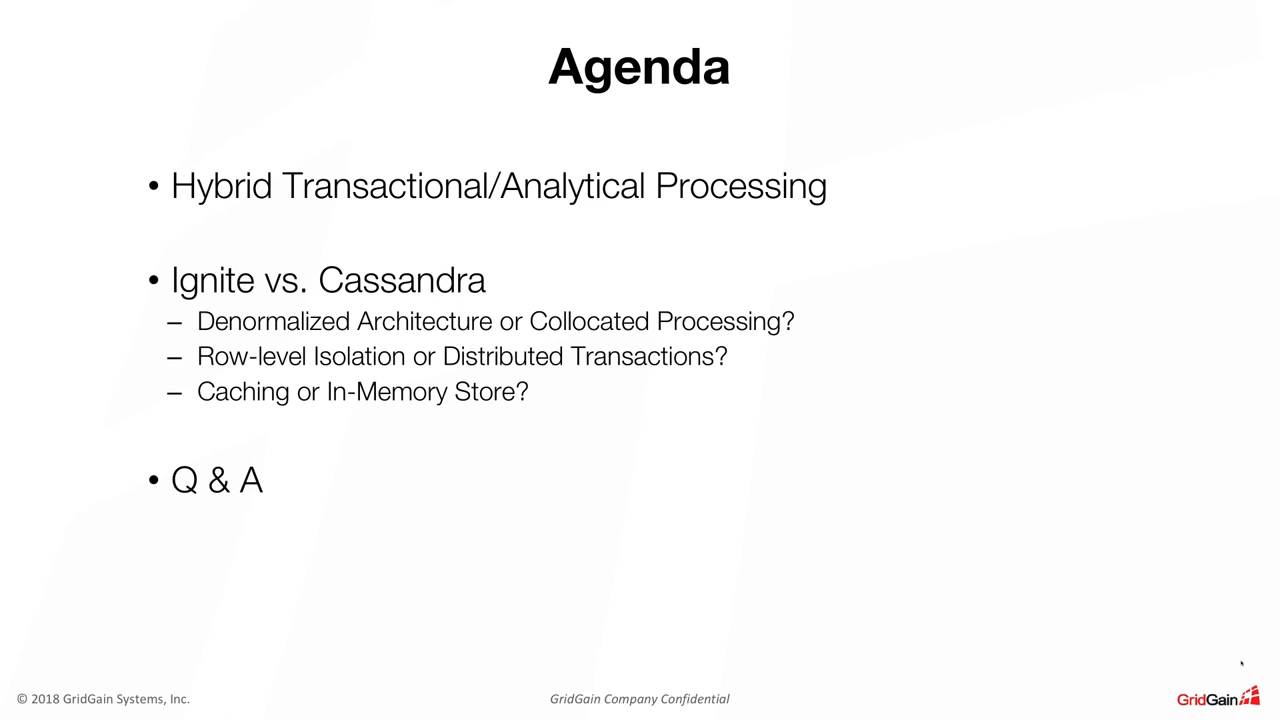 Agenda
• Hybrid Transactional/Analytical Processing
• Ignite vs. Cassandra
– Denormalized Architecture or Collocated Processing?
– Row-level Isolation or Distributed Transactions?
– Caching or In-Memory Store?
• Q & A
© 2018 GridGain Systems, Inc.
GridGain Company Confidential
GridGain